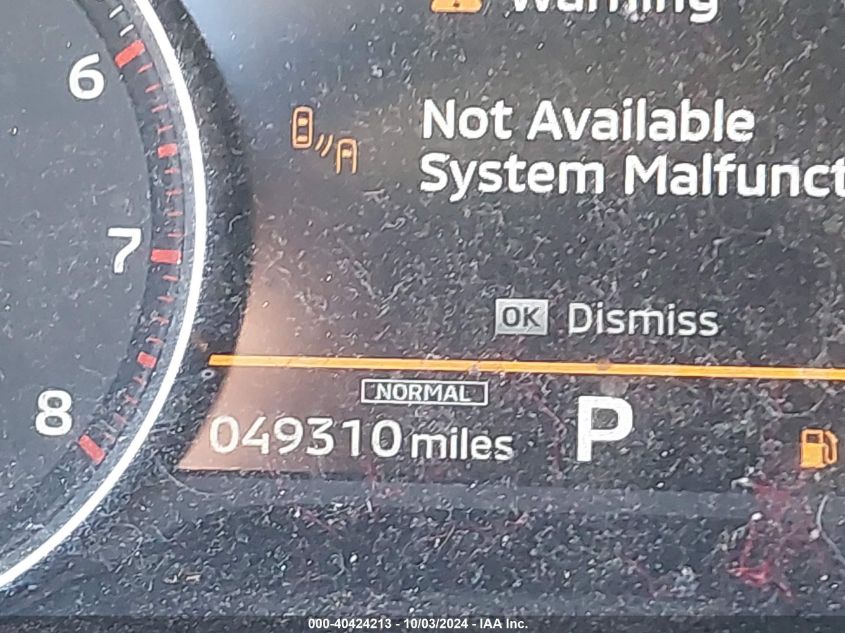 Warning
6
Not Available
System Malfunct
7
OK Dismiss
NORMAL
8
049310 miles P
000-40424213 - 10/03/2024 - IAA Inc.